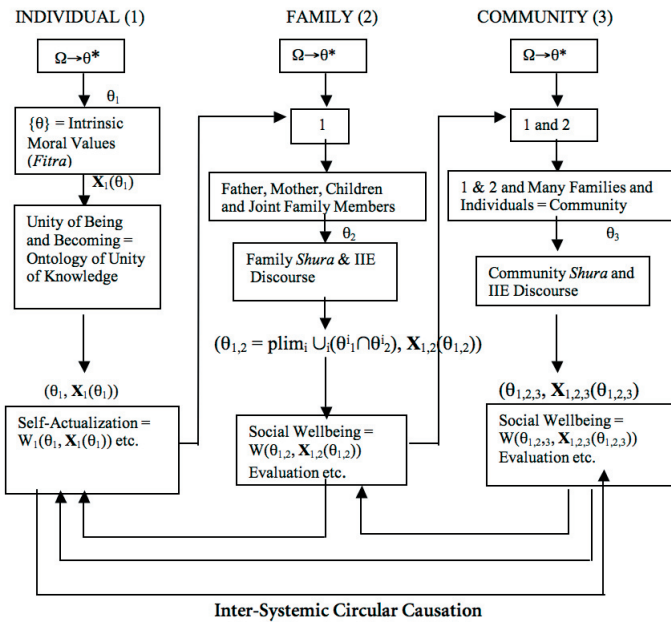 INDIVIDUAL (1)
Ω→θ*
θ₁
{θ} = Intrinsic
Moral Values
(Fitra)
X₁(θ₁)
Unity of Being
and Becoming =
Ontology of Unity
of Knowledge
(θ₁, X₁(θ₁))
Self-Actualization =
W₁(θ₁, X₁(θ₁)) etc.
FAMILY (2)
Ω→θ*
1
Father, Mother, Children
and Joint Family Members
θ₂
Family Shura & IIE
Discourse
(θ₁,₂ = plimᵢ ∪ᵢ(θⁱ₁∩θⁱ₂), X₁,₂(θ₁,₂))
Social Wellbeing =
W(θ₁,₂, X₁,₂(θ₁,₂))
Evaluation etc.
COMMUNITY (3)
Ω→θ*
1 and 2
1 & 2 and Many Families and
Individuals = Community
θ₃
Community Shura and
IIE Discourse
(θ₁,₂,₃, X₁,₂,₃(θ₁,₂,₃)
Social Wellbeing =
W(θ₁,₂,₃, X₁,₂,₃(θ₁,₂,₃))
Evaluation etc.
Inter-Systemic Circular Causation